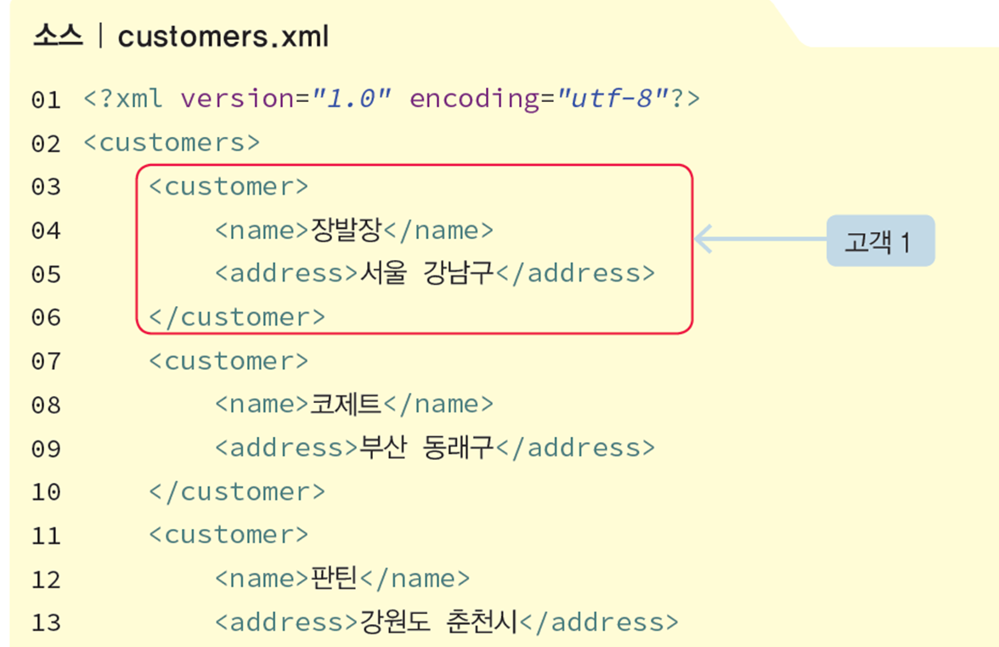 소스 | customers.xml
01 <?xml version="1.0" encoding="utf-8"?>
02 <customers>
03 <customer>
04 <name>장발장</name>
05 <address>서울 강남구</address>
고객 1
06 </customer>
07 <customer>
08 <name>코제트</name>
09 <address>부산 동래구</address>
10 </customer>
11 <customer>
12 <name>판틴</name>
13 <address>강원도 춘천시</address>